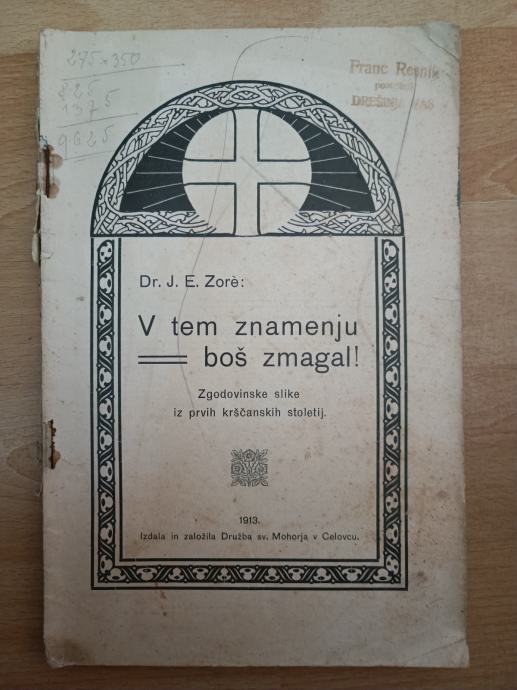 275 x 350
825
1375
9625
Franc Resnik
DREŠINJA VAS
Dr. J. E. Zorè:
V tem znamenju
boš zmagal!
Zgodovinske slike
iz prvih krščanskih stoletij.
1913.
Izdala in založila Družba sv. Mohorja v Celovcu.